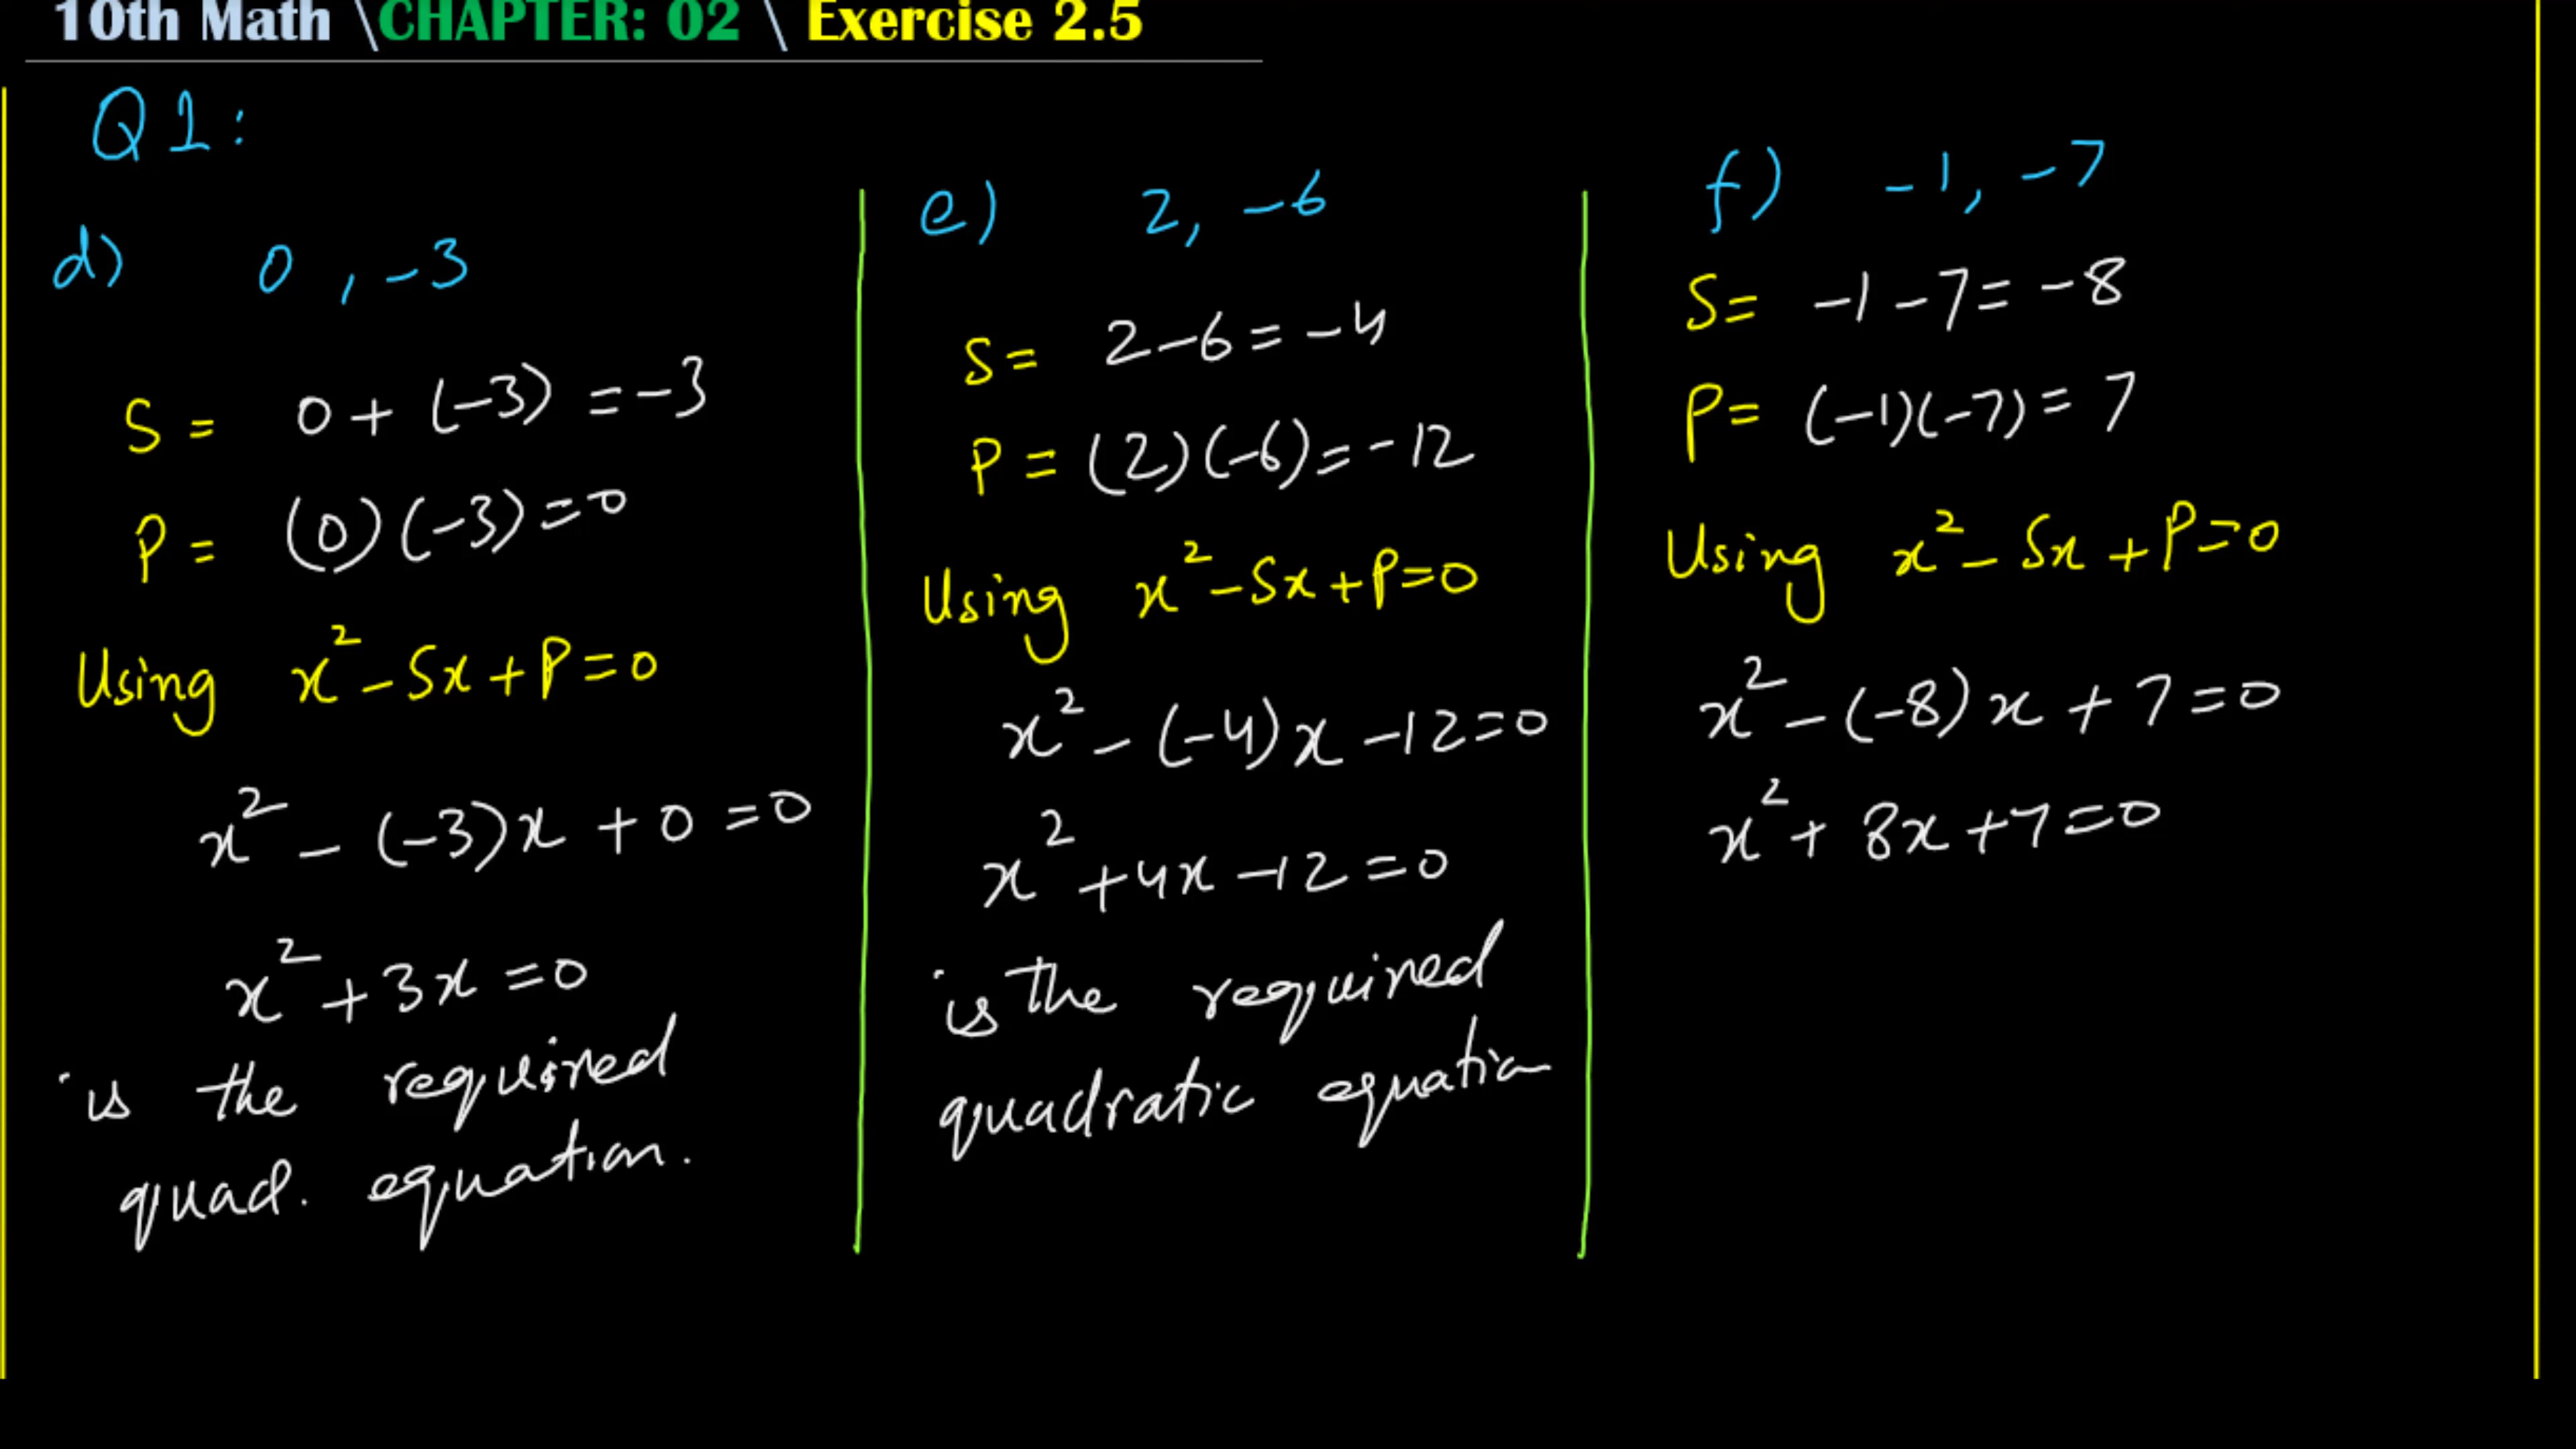 10th Math \CHAPTER: 02 \ Exercise 2.5
Q1:
d) 0 , -3
S = 0 + (-3) = -3
P = (0)(-3) = 0
Using x² - Sx + P = 0
x² - (-3)x + 0 = 0
x² + 3x = 0
is the required
quad. equation.
e) 2, -6
S = 2 - 6 = -4
P = (2)(-6) = -12
Using x² - Sx + P = 0
x² - (-4)x - 12 = 0
x² + 4x - 12 = 0
is the required
quadratic equation
f) -1, -7
S = -1 - 7 = -8
P = (-1)(-7) = 7
Using x² - Sx + P = 0
x² - (-8)x + 7 = 0
x² + 8x + 7 = 0